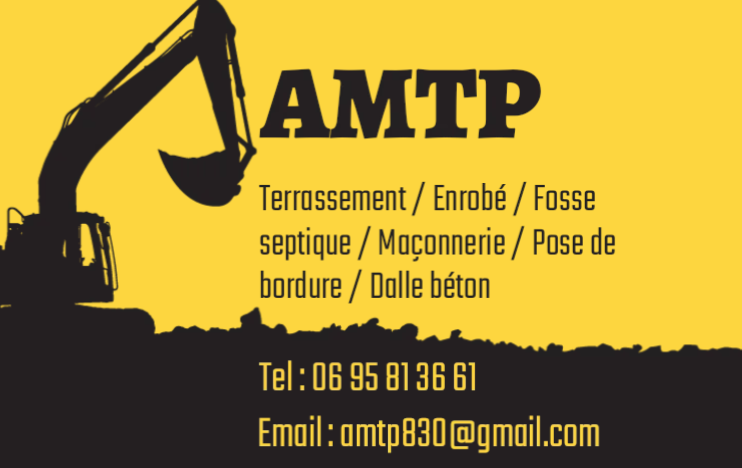 AMTP
Terrassement / Enrobé / Fosse
septique / Maçonnerie / Pose de
bordure / Dalle béton
Tel : 06 95 81 36 61
Email : amtp830@gmail.com